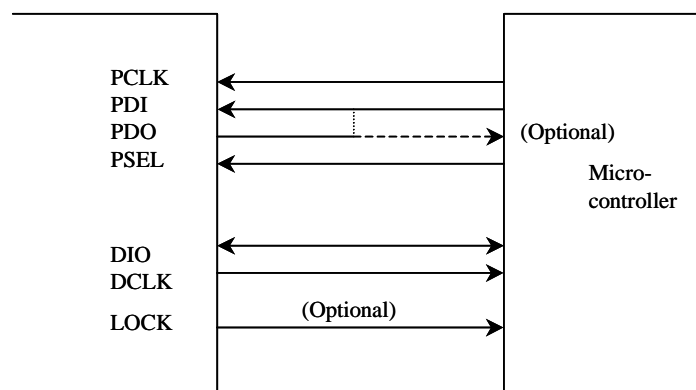 PCLK
PDI
PDO
(Optional)
PSEL
Micro-
controller
DIO
DCLK
(Optional)
LOCK